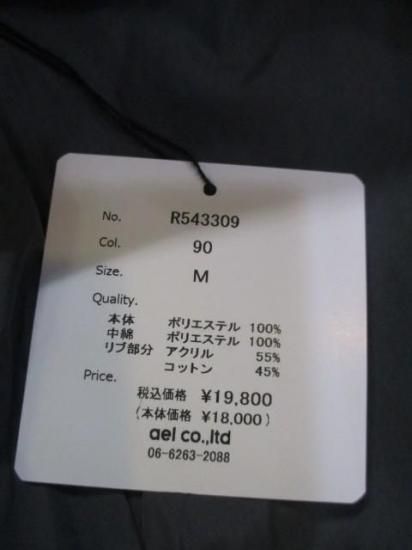 No. R543309
Col. 90
Size. M
Quality.
本体 ポリエステル 100%
中綿 ポリエステル 100%
リブ部分 アクリル 55%
コットン 45%
Price.
税込価格 ¥19,800
(本体価格 ¥18,000)
ael co.,ltd
06-6263-2088